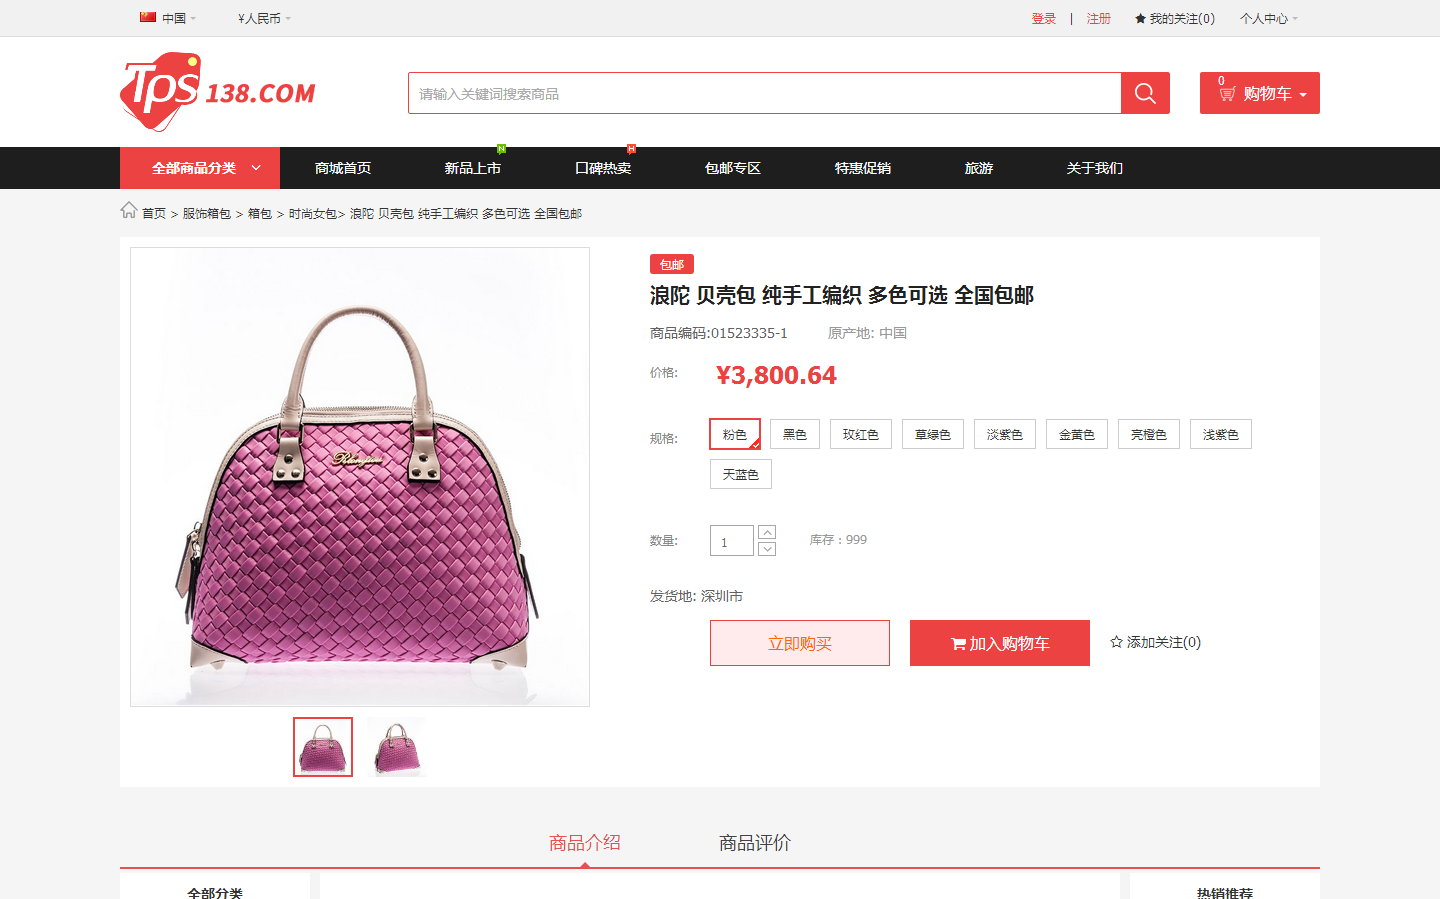 中国 ¥人民币 登录 | 注册 ★ 我的关注(0) 个人中心
Tps 138.COM
请输入关键词搜索商品
0
购物车
全部商品分类 商城首页 新品上市 N 口碑热卖 H 包邮专区 特惠促销 旅游 关于我们
首页 > 服饰箱包 > 箱包 > 时尚女包> 浪陀 贝壳包 纯手工编织 多色可选 全国包邮
包邮
浪陀 贝壳包 纯手工编织 多色可选 全国包邮
商品编码:01523335-1 原产地: 中国
价格: ¥3,800.64
规格: 粉色 黑色 玫红色 草绿色 淡紫色 金黄色 亮橙色 浅紫色
天蓝色
数量: 1 库存 : 999
发货地: 深圳市
立即购买 加入购物车 ☆ 添加关注(0)
商品介绍 商品评价
全部分类 热销推荐